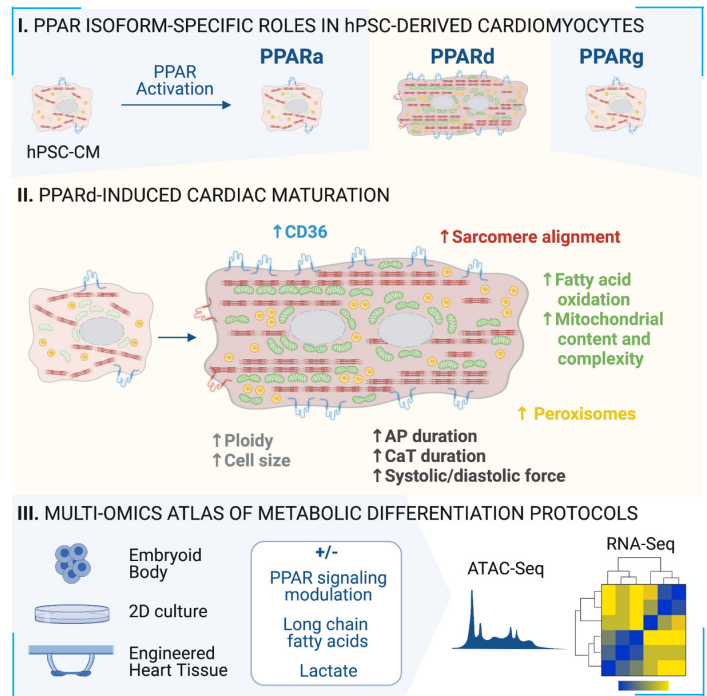 I. PPAR ISOFORM-SPECIFIC ROLES IN hPSC-DERIVED CARDIOMYOCYTES
PPAR
Activation
hPSC-CM
PPARa
PPARd
PPARg
II. PPARd-INDUCED CARDIAC MATURATION
↑CD36
↑Sarcomere alignment
↑Fatty acid
oxidation
↑Mitochondrial
content and
complexity
↑ Peroxisomes
↑Ploidy
↑Cell size
↑AP duration
↑CaT duration
↑Systolic/diastolic force
III. MULTI-OMICS ATLAS OF METABOLIC DIFFERENTIATION PROTOCOLS
Embryoid
Body
2D culture
Engineered
Heart Tissue
+/-
PPAR signaling
modulation
Long chain
fatty acids
Lactate
ATAC-Seq
RNA-Seq